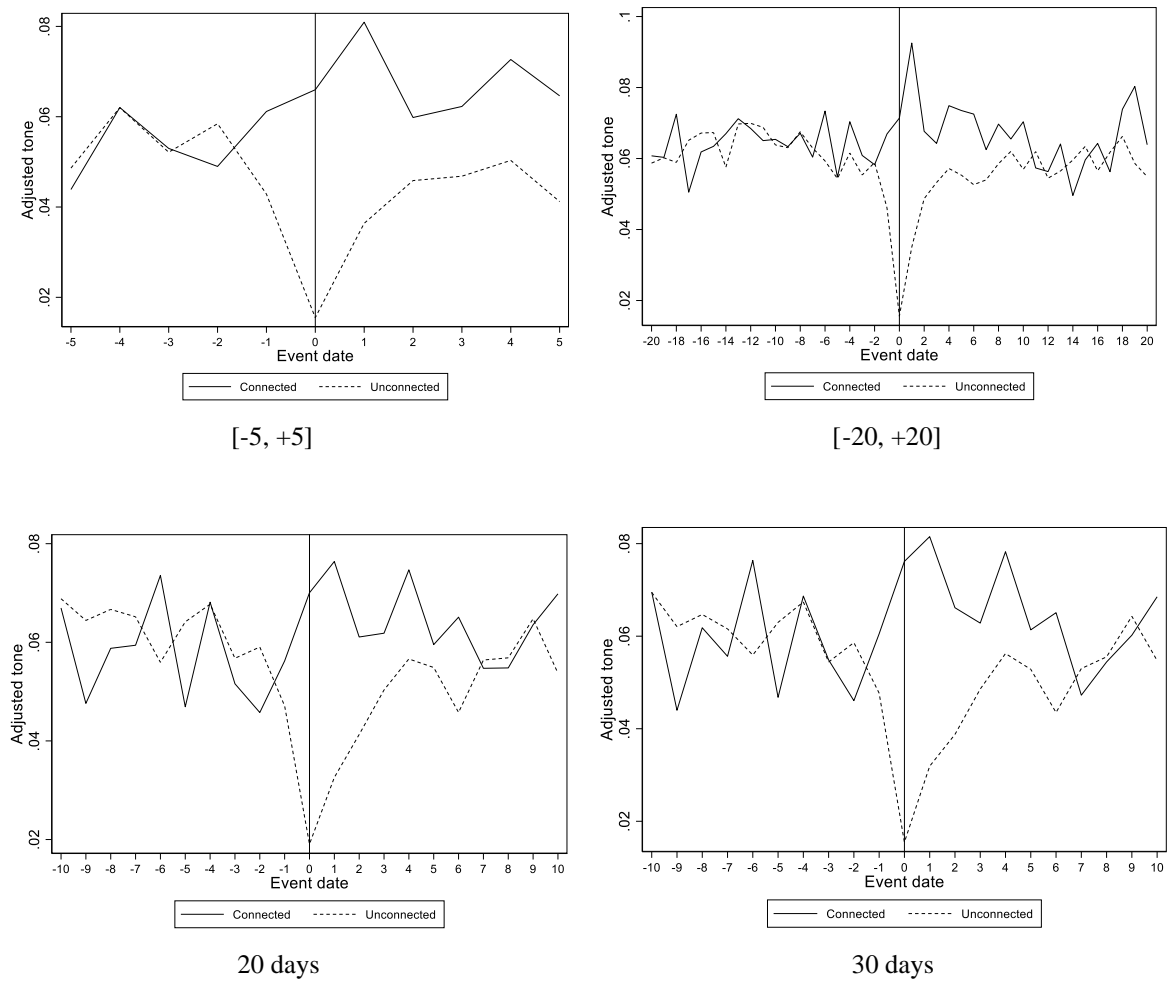 Adjusted tone
.08
.06
.04
.02
-5 -4 -3 -2 -1 0 1 2 3 4 5
Event date
Connected Unconnected
[-5, +5]
Adjusted tone
.1
.08
.06
.04
.02
-20 -18 -16 -14 -12 -10 -8 -6 -4 -2 0 2 4 6 8 10 12 14 16 18 20
Event date
Connected Unconnected
[-20, +20]
Adjusted tone
.08
.06
.04
.02
-10 -9 -8 -7 -6 -5 -4 -3 -2 -1 0 1 2 3 4 5 6 7 8 9 10
Event date
Connected Unconnected
20 days
Adjusted tone
.08
.06
.04
.02
-10 -9 -8 -7 -6 -5 -4 -3 -2 -1 0 1 2 3 4 5 6 7 8 9 10
Event date
Connected Unconnected
30 days